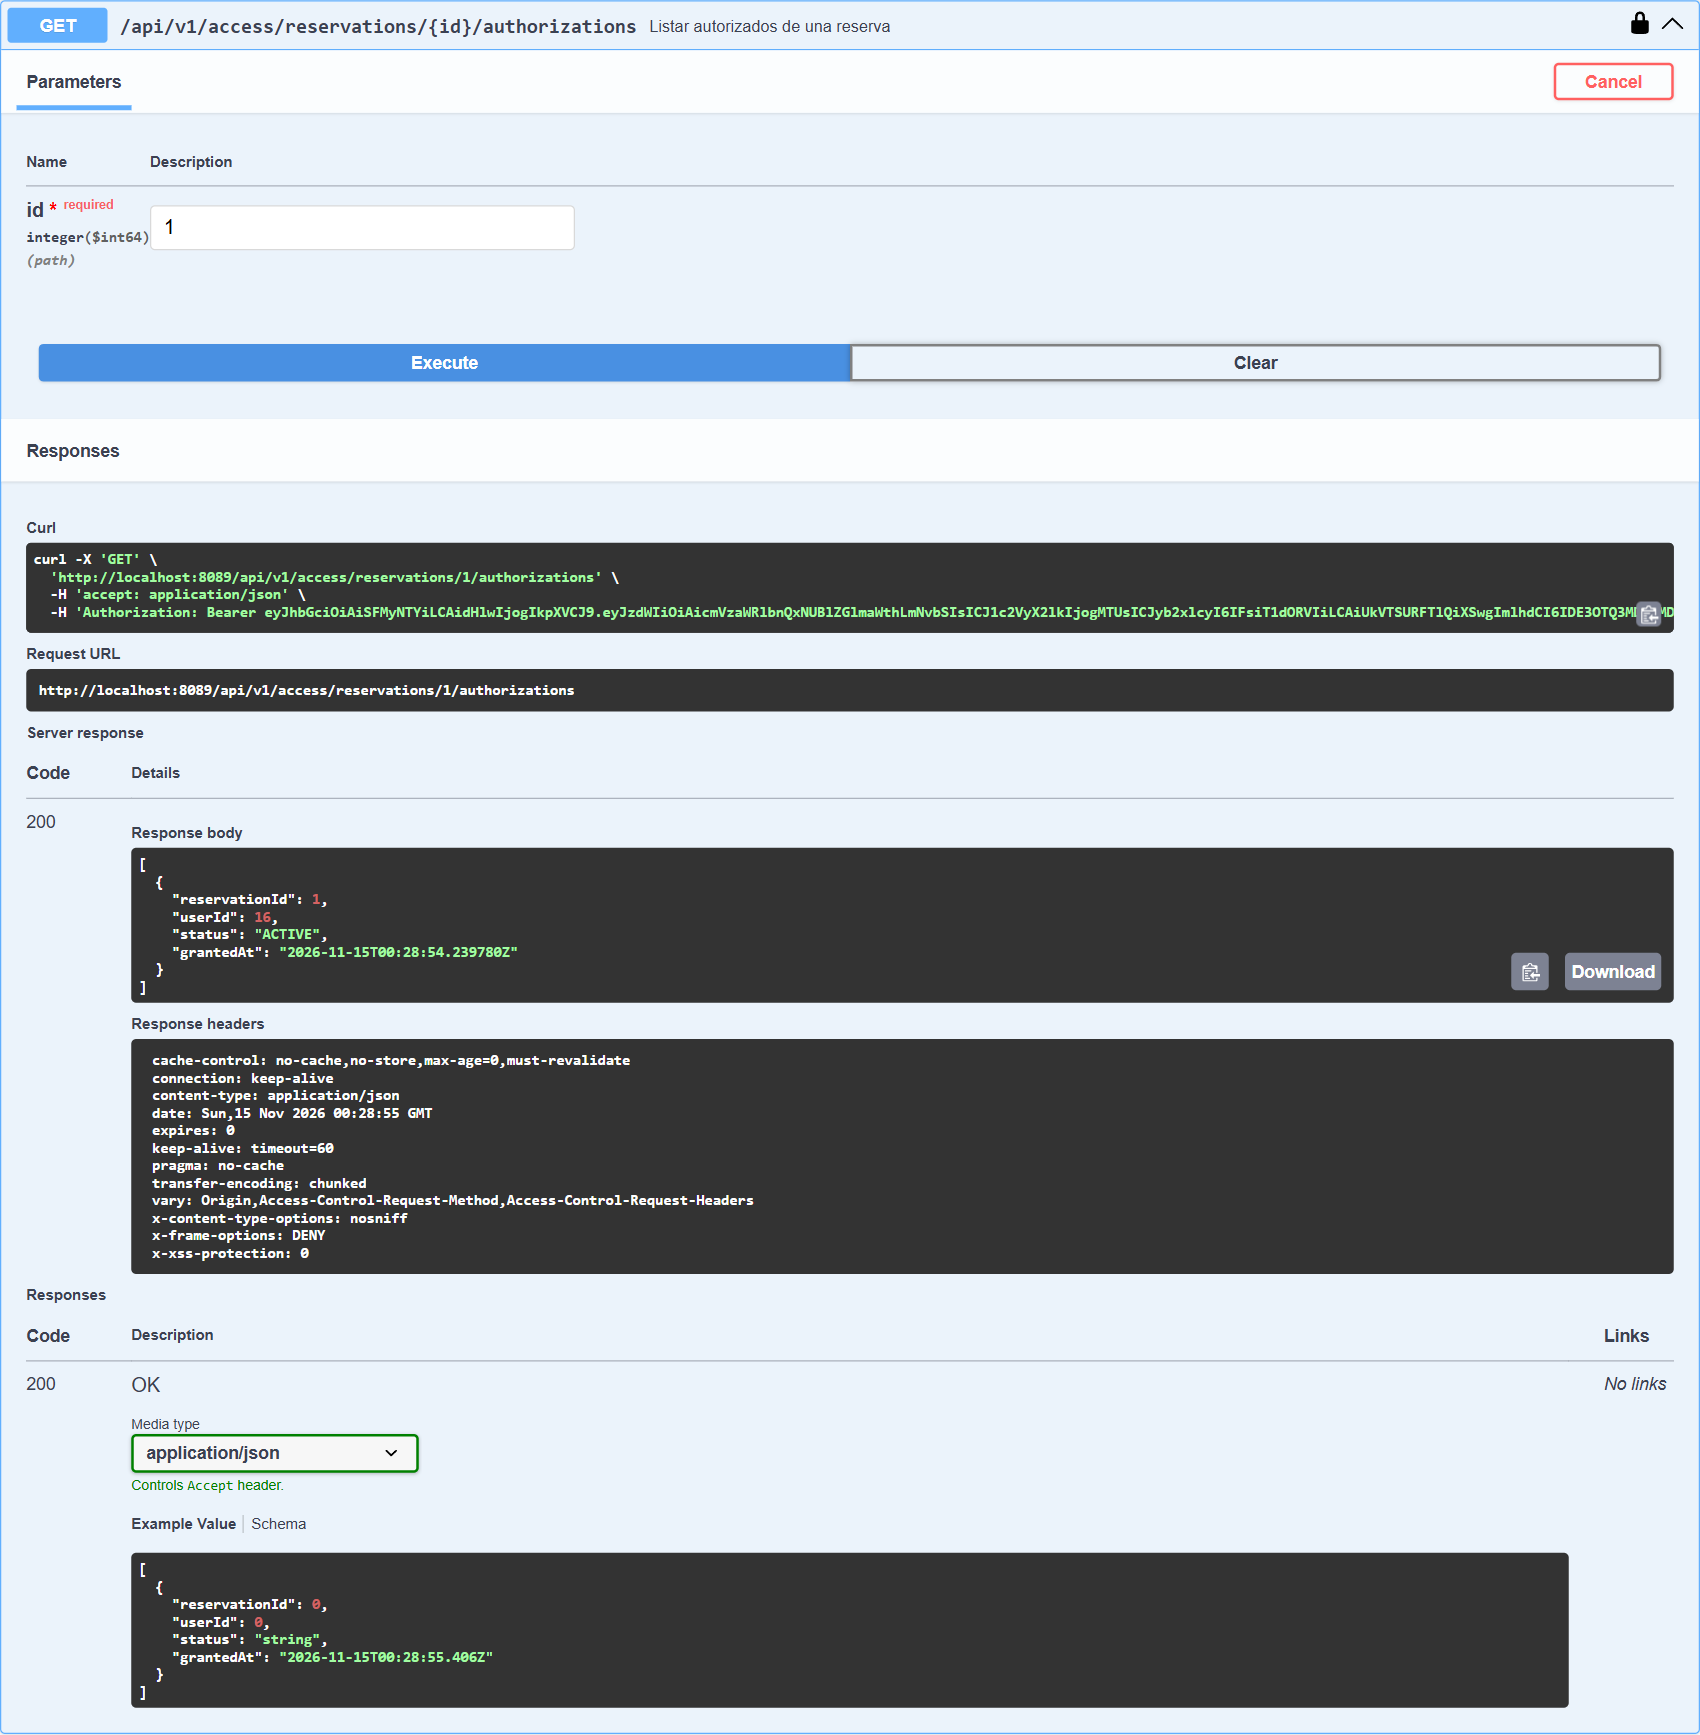 GET /api/v1/access/reservations/{id}/authorizations Listar autorizados de una reserva
Parameters
Cancel
Name Description
id * required
integer($int64)
(path)
1
Execute
Clear
Responses
Curl
curl -X 'GET' \
'http://localhost:8089/api/v1/access/reservations/1/authorizations' \
-H 'accept: application/json' \
-H 'Authorization: Bearer
Request URL
http://localhost:8089/api/v1/access/reservations/1/authorizations
Server response
Code Details
200
Response body
[
{
"reservationId": 1,
"userId": 16,
"status": "ACTIVE",
"grantedAt": "2026-11-15T00:28:54.239780Z"
}
]
Download
Response headers
cache-control: no-cache,no-store,max-age=0,must-revalidate
connection: keep-alive
content-type: application/json
date: Sun,15 Nov 2026 00:28:55 GMT
expires: 0
keep-alive: timeout=60
pragma: no-cache
transfer-encoding: chunked
vary: Origin,Access-Control-Request-Method,Access-Control-Request-Headers
x-content-type-options: nosniff
x-frame-options: DENY
x-xss-protection: 0
Responses
Code Description Links
200 OK No links
Media type
application/json
Controls Accept header.
Example Value Schema
[
{
"reservationId": 0,
"userId": 0,
"status": "string",
"grantedAt": "2026-11-15T00:28:55.406Z"
}
]